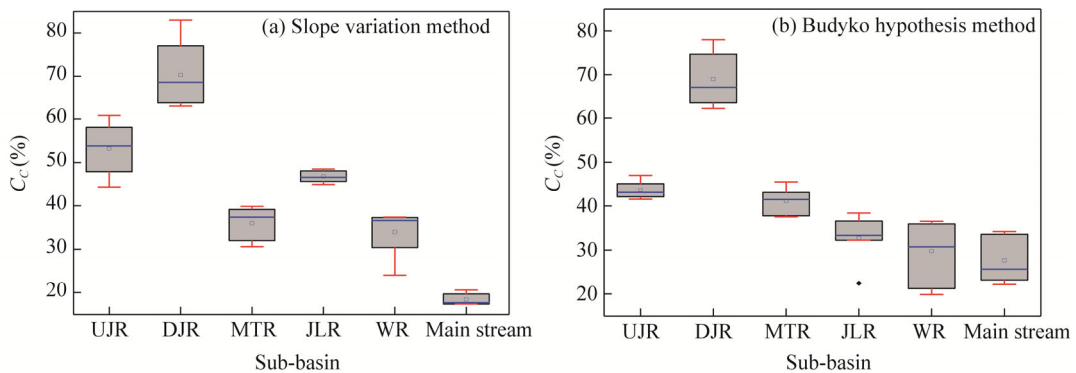 (a) Slope variation method
80
70
60
50
40
30
20
C_C (%)
UJR DJR MTR JLR WR Main stream
Sub-basin
(b) Budyko hypothesis method
80
70
60
50
40
30
20
C_C (%)
UJR DJR MTR JLR WR Main stream
Sub-basin